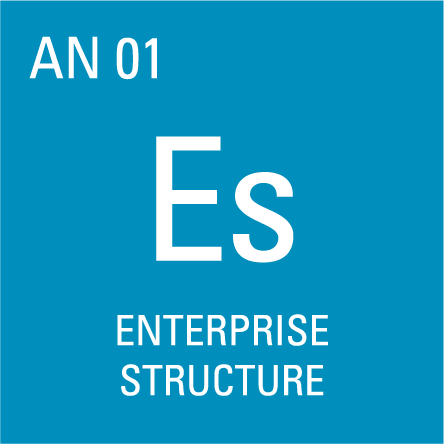 AN 01
Es
ENTERPRISE
STRUCTURE